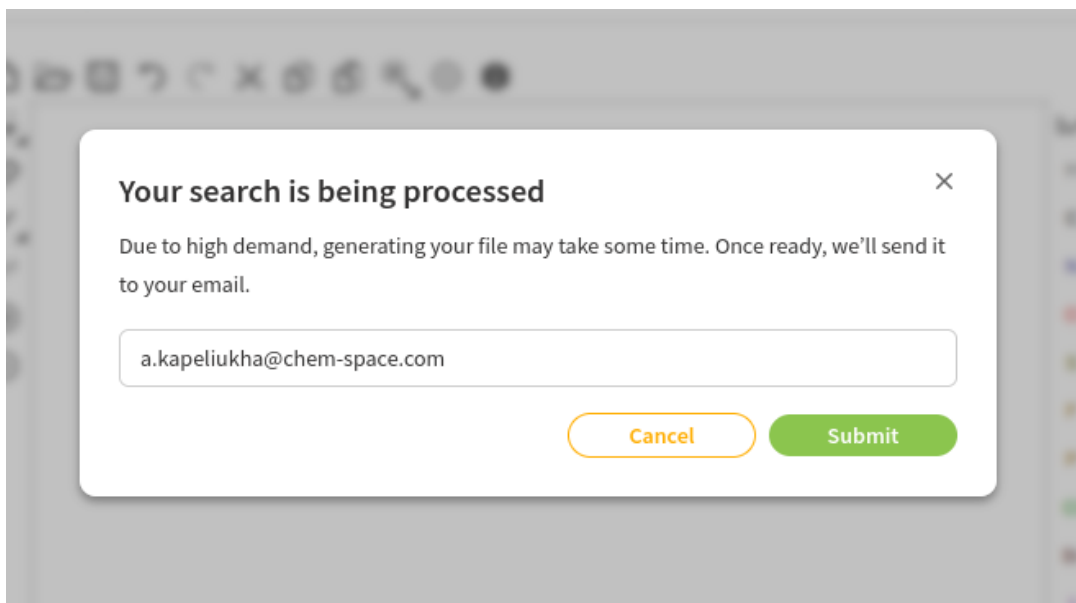 Your search is being processed
Due to high demand, generating your file may take some time. Once ready, we’ll send it
to your email.
a.kapeliukha@chem-space.com
Cancel
Submit